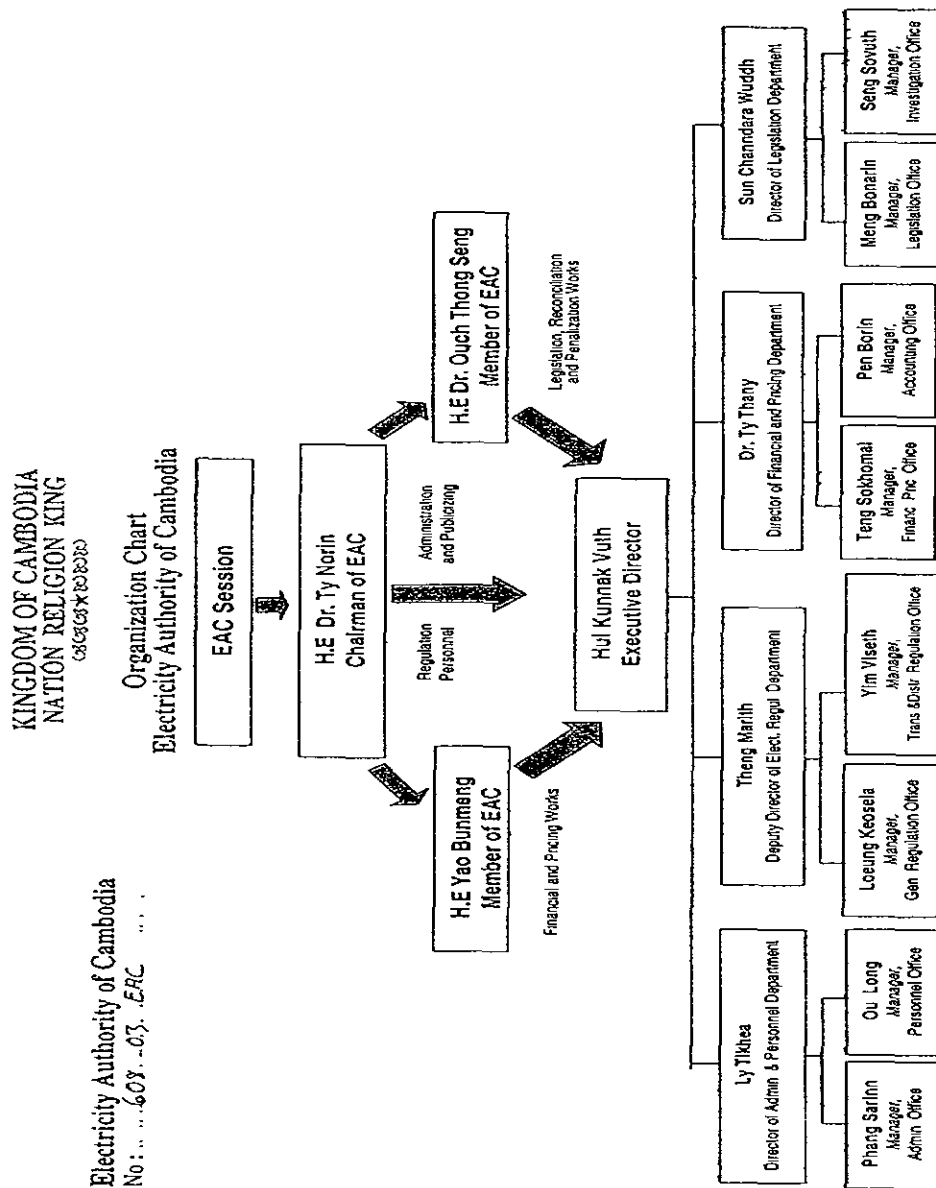 KINGDOM OF CAMBODIA
NATION RELIGION KING
Electricity Authority of Cambodia
No: 608 -03. EAC
Organization Chart
Electricity Authority of Cambodia
EAC Session
H.E Dr. Ty Norin
Chairman of EAC
H.E Yao Bunmeng
Member of EAC
H.E Dr. Ouch Thong Seng
Member of EAC
Financial and Pricing Works
Regulation
Personnel
Administration
and Publicizing
Legislation, Reconciliation
and Penalization Works
Hul Kunnak Vuth
Executive Director
Ly Tikhea
Director of Admin & Personnel Department
Theng Marith
Deputy Director of Elect. Regul Department
Dr. Ty Thany
Director of Financial and Pricing Department
Sun Channdara Wuddh
Director of Legislation Department
Phang Sarinn
Manager,
Admin Office
Ou Long
Manager,
Personnel Office
Loeung Keosela
Manager,
Gen Regulation Office
Yim Viseth
Manager,
Trans &Distr Regulation Office
Teng Sokhomal
Manager,
Financ Pric Office
Pen Borin
Manager,
Accounting Office
Meng Bonarin
Manager,
Legislation Office
Seng Sovuth
Manager,
Investigation Office